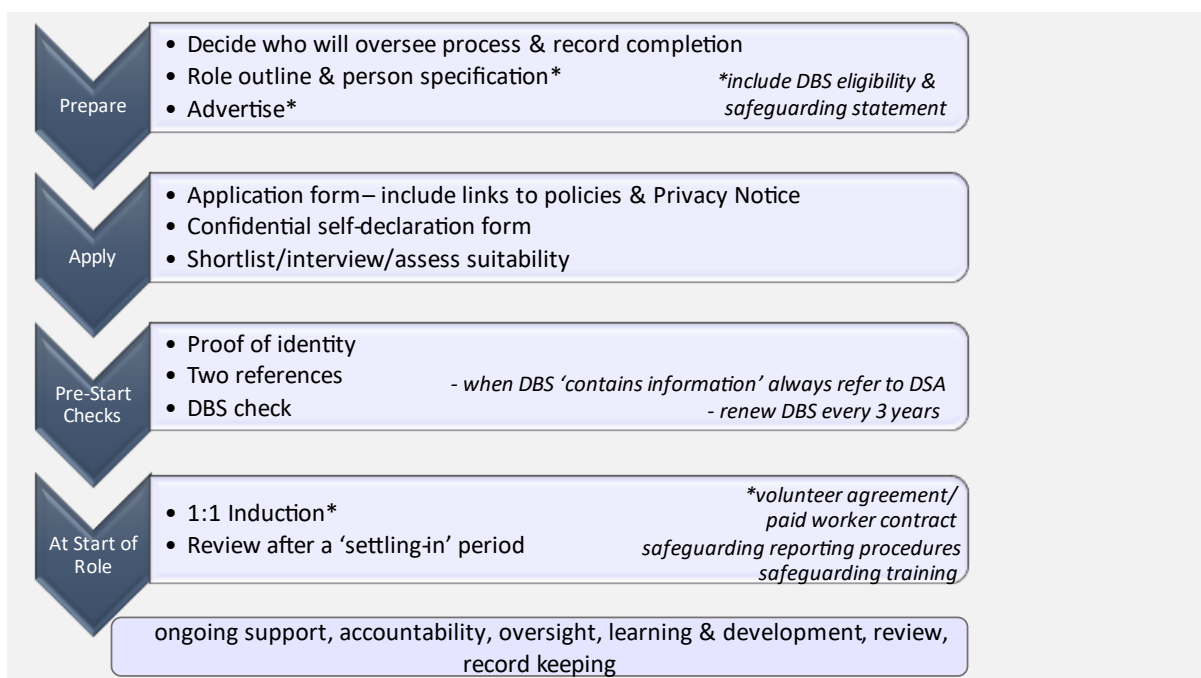 Prepare
• Decide who will oversee process & record completion
• Role outline & person specification*
• Advertise*
*include DBS eligibility &
safeguarding statement
Apply
• Application form– include links to policies & Privacy Notice
• Confidential self-declaration form
• Shortlist/interview/assess suitability
Pre-Start
Checks
• Proof of identity
• Two references
• DBS check
- when DBS ‘contains information’ always refer to DSA
- renew DBS every 3 years
At Start of
Role
• 1:1 Induction*
• Review after a ‘settling-in’ period
*volunteer agreement/
paid worker contract
safeguarding reporting procedures
safeguarding training
ongoing support, accountability, oversight, learning & development, review,
record keeping